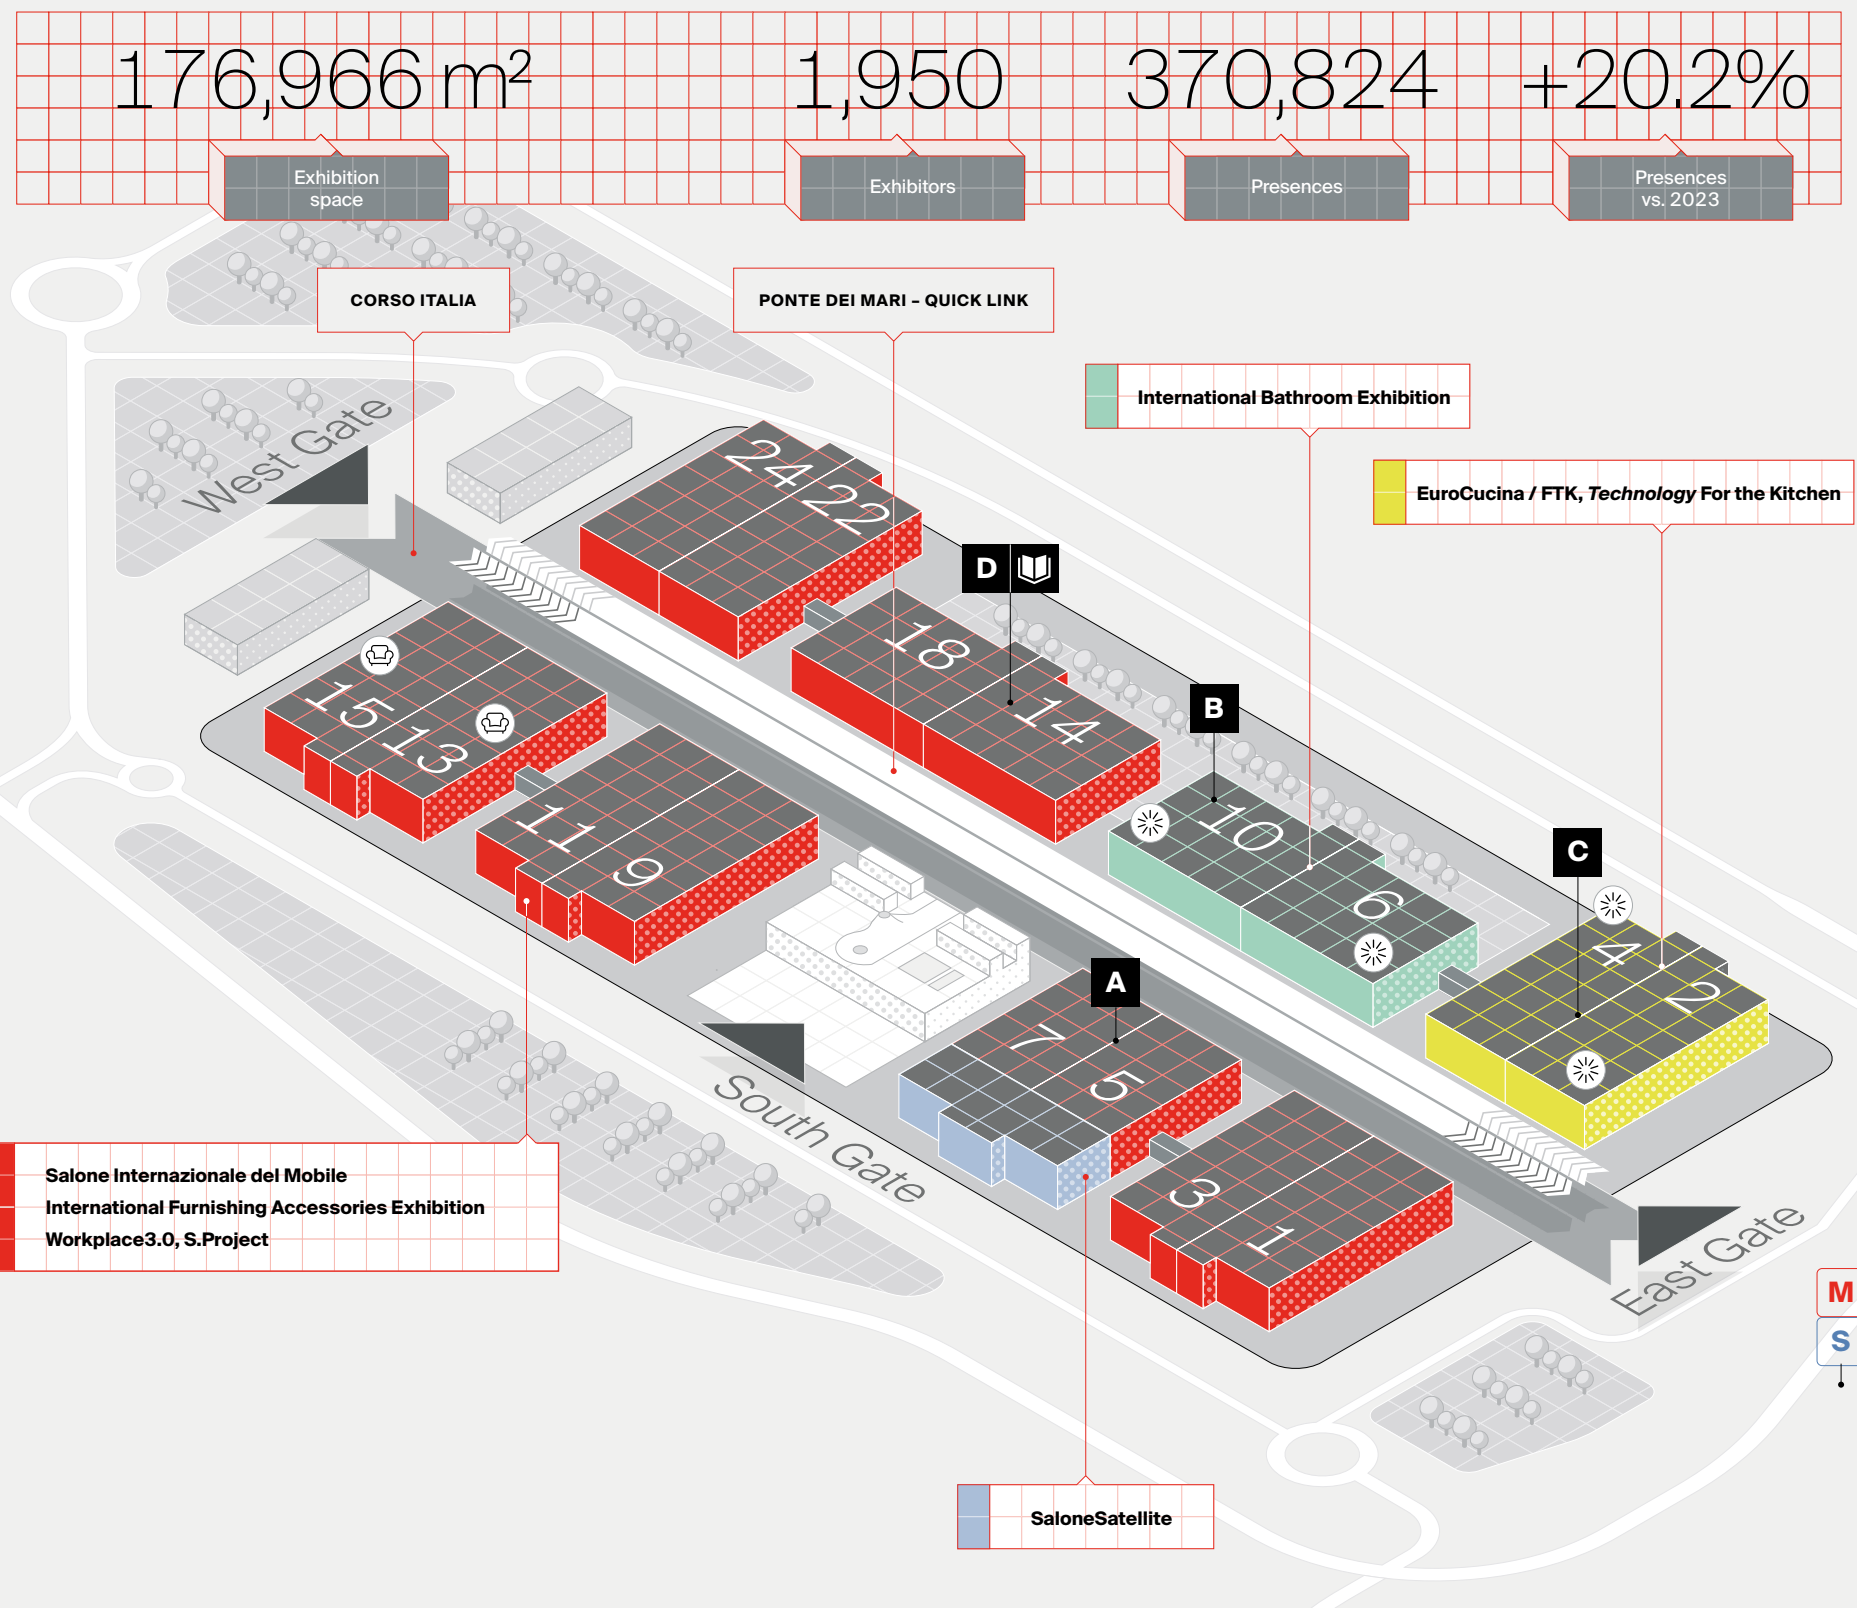 176,966 m²
1,950
370,824
+20.2%
Exhibition
space
Exhibitors
Presences
Presences
vs. 2023
CORSO ITALIA
PONTE DEI MARI – QUICK LINK
International Bathroom Exhibition
EuroCucina / FTK, Technology For the Kitchen
West Gate
24
22
D
18
14
B
10
6
C
4
2
15
13
11
9
A
7
5
3
1
South Gate
East Gate
Salone Internazionale del Mobile
International Furnishing Accessories Exhibition
Workplace3.0, S.Project
M
S
SaloneSatellite